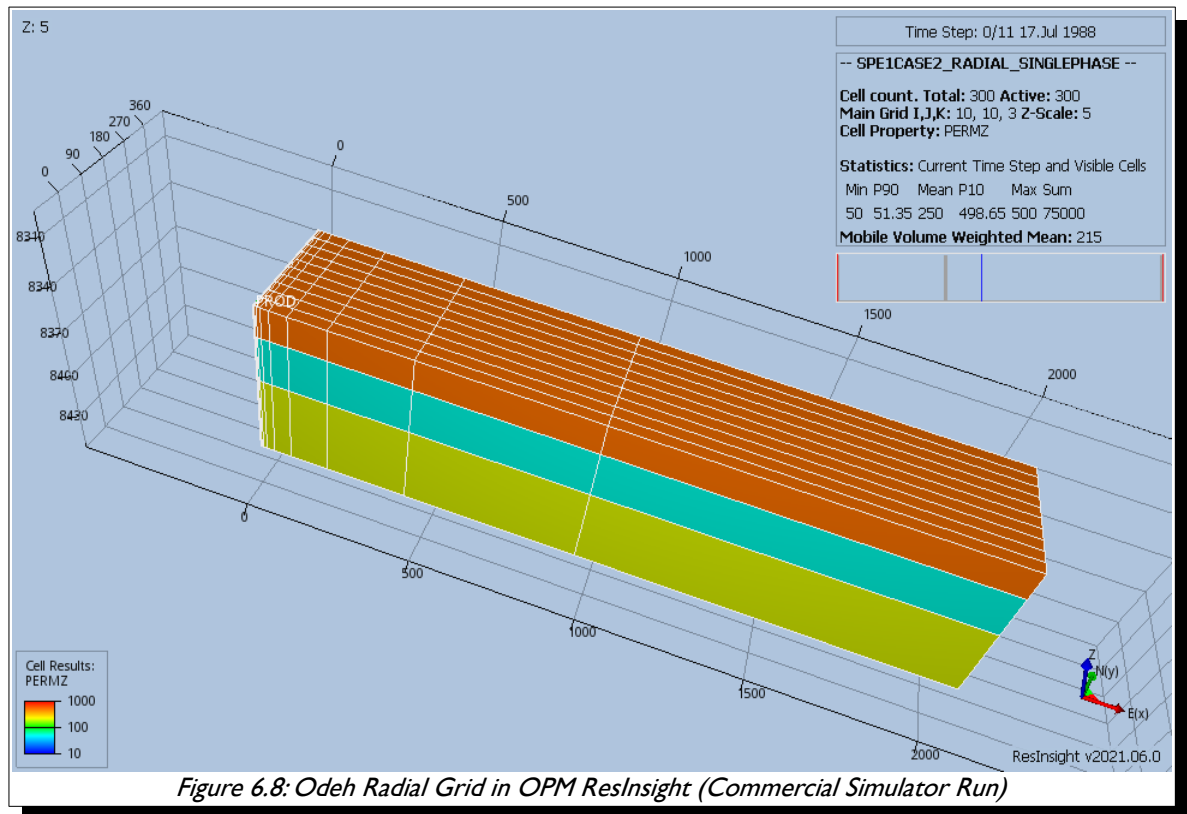 Z: 5
Time Step: 0/11 17.Jul 1988
-- SPE1CASE2_RADIAL_SINGLEPHASE --
Cell count. Total: 300 Active: 300
Main Grid I,J,K: 10, 10, 3 Z-Scale: 5
Cell Property: PERMZ
Statistics: Current Time Step and Visible Cells
Min P90 Mean P10 Max Sum
50 51.35 250 498.65 500 75000
Mobile Volume Weighted Mean: 215
360
270
180
90
0
0
500
1000
1500
2000
8310
8340
8370
8400
8430
PROD
0
500
1000
1500
2000
Z
N(y)
E(x)
Cell Results:
PERMZ
1000
100
10
ResInsight v2021.06.0
Figure 6.8: Odeh Radial Grid in OPM ResInsight (Commercial Simulator Run)